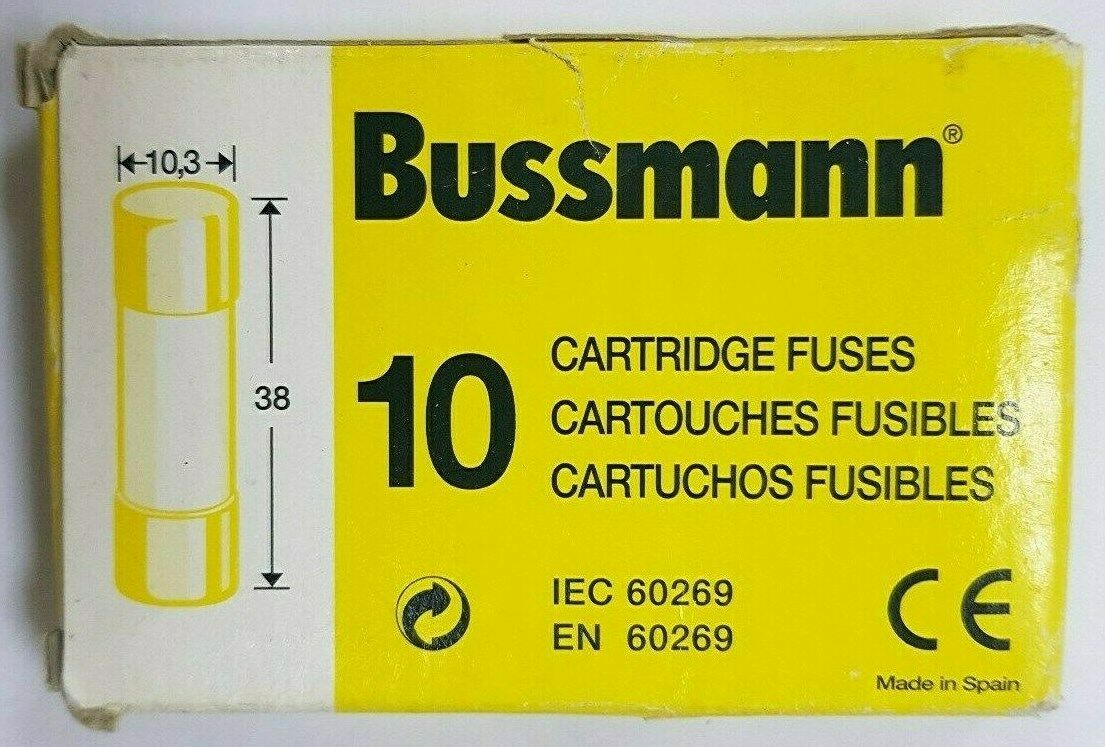 10,3
38
Bussmann®
10
CARTRIDGE FUSES
CARTOUCHES FUSIBLES
CARTUCHOS FUSIBLES
IEC 60269
EN 60269
CE
Made in Spain